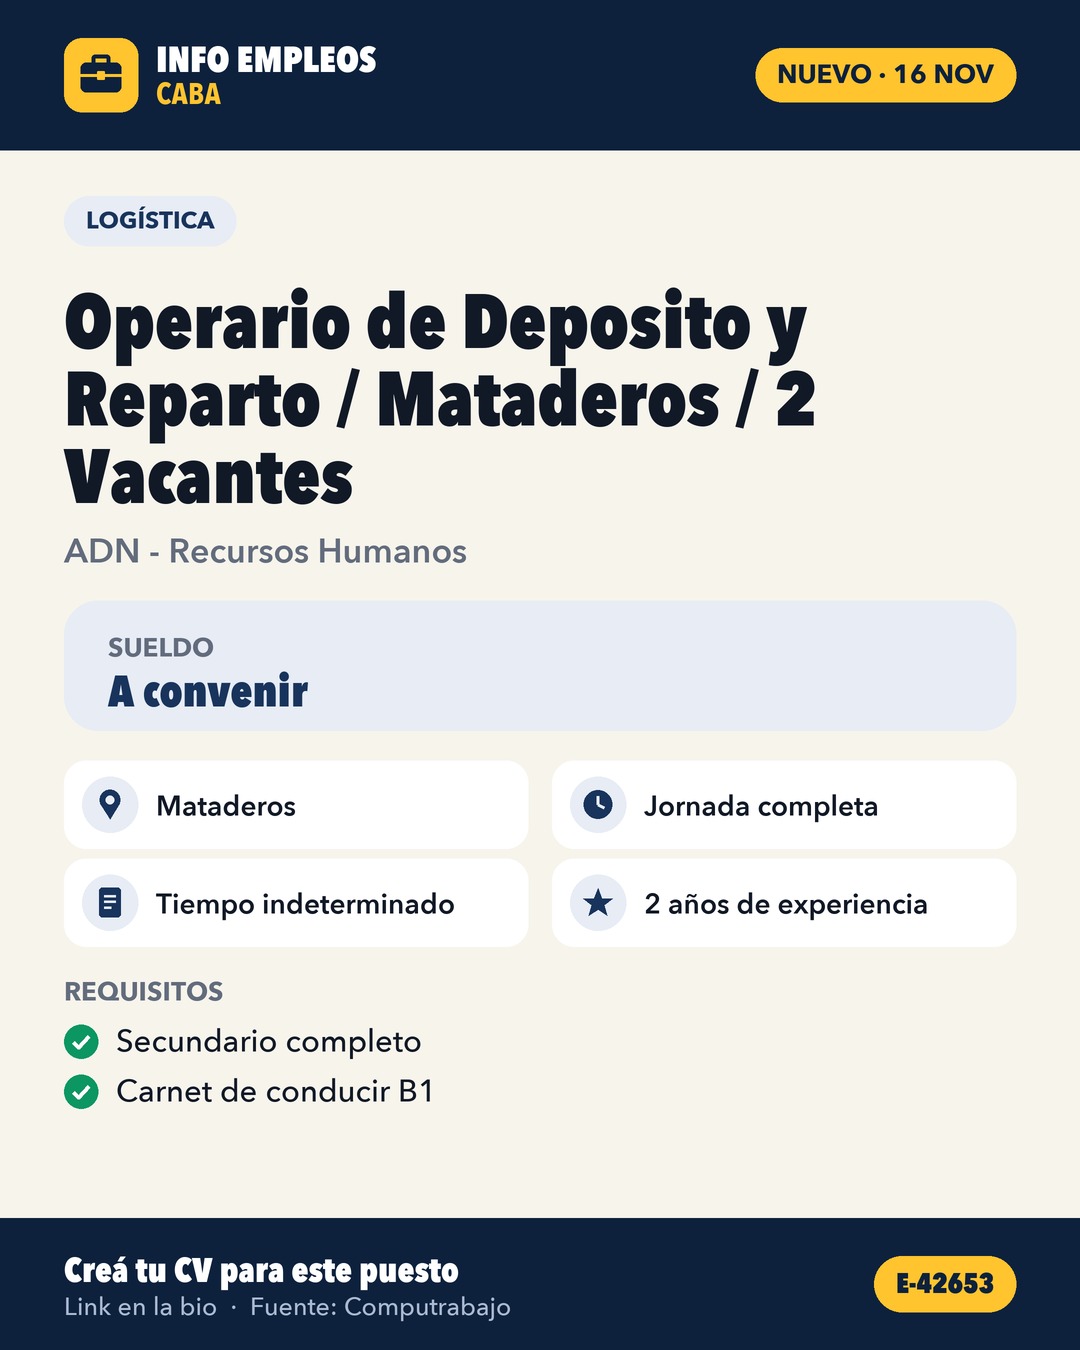 INFO EMPLEOS
CABA
NUEVO · 16 NOV
LOGÍSTICA
Operario de Deposito y
Reparto / Mataderos / 2
Vacantes
ADN - Recursos Humanos
SUELDO
A convenir
Mataderos
Jornada completa
Tiempo indeterminado
2 años de experiencia
REQUISITOS
Secundario completo
Carnet de conducir B1
Creá tu CV para este puesto
Link en la bio · Fuente: Computrabajo
E-42653